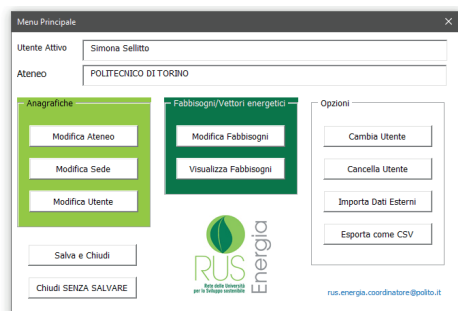 Menu Principale
Utente Attivo
Simona Sellitto
Ateneo
POLITECNICO DI TORINO
Anagrafiche
Modifica Ateneo
Modifica Sede
Modifica Utente
Fabbisogni/Vettori energetici
Modifica Fabbisogni
Visualizza Fabbisogni
Opzioni
Cambia Utente
Cancella Utente
Importa Dati Esterni
Esporta come CSV
Salva e Chiudi
Chiudi SENZA SALVARE
RUS
Energia
Rete delle Università
per lo Sviluppo sostenibile
rus.energia.coordinatore@polito.it